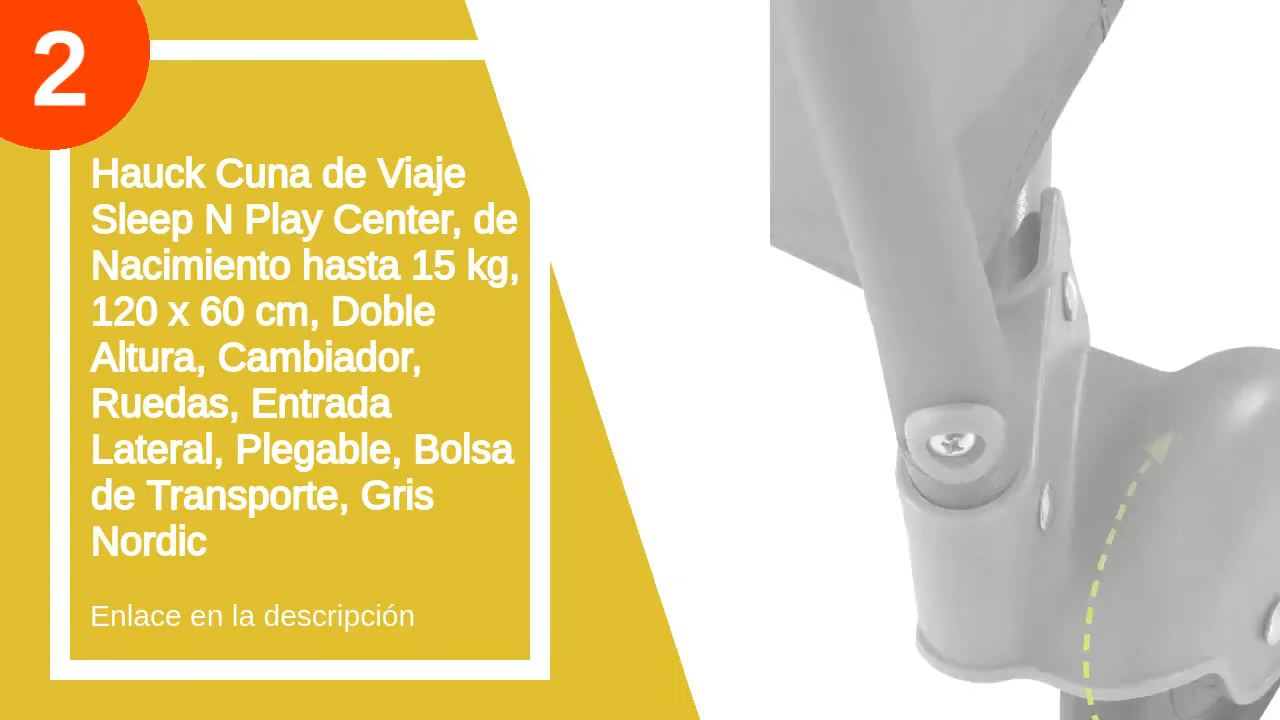 2
Hauck Cuna de Viaje
Sleep N Play Center, de
Nacimiento hasta 15 kg,
120 x 60 cm, Doble
Altura, Cambiador,
Ruedas, Entrada
Lateral, Plegable, Bolsa
de Transporte, Gris
Nordic
Enlace en la descripción